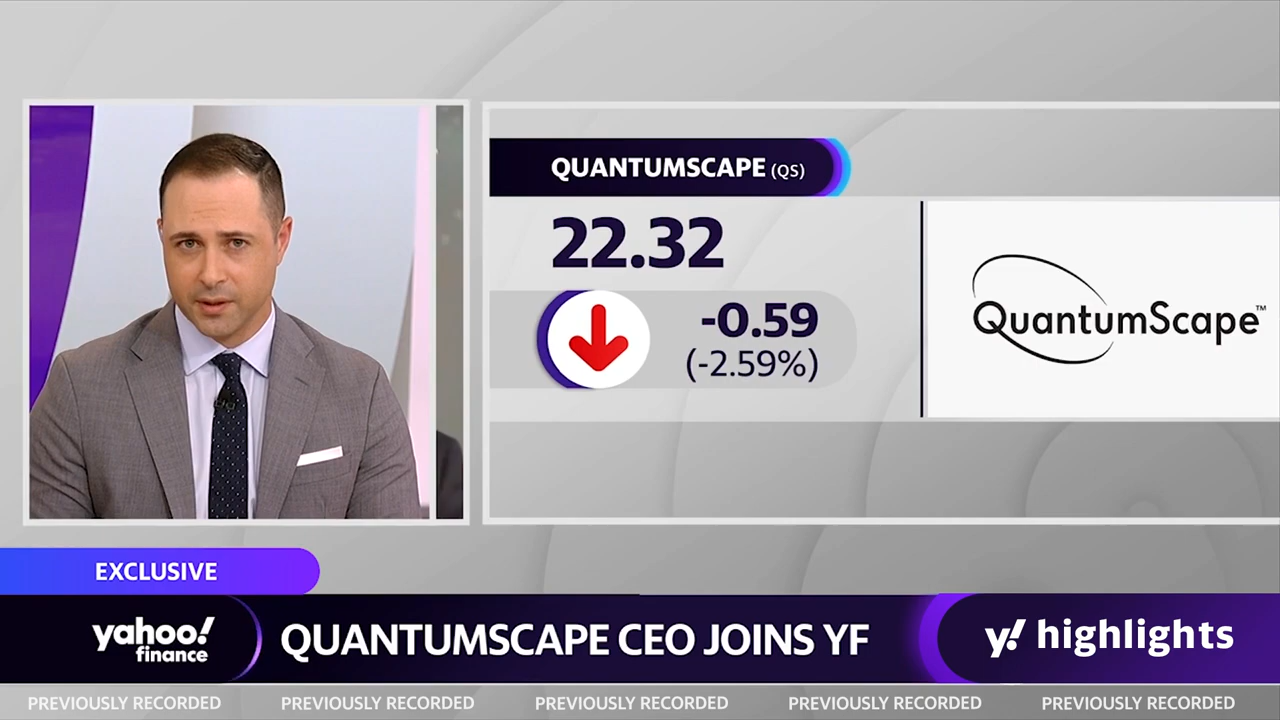 QUANTUMSCAPE (QS)
22.32
-0.59
(-2.59%)
QuantumScape™
EXCLUSIVE
yahoo!
finance
QUANTUMSCAPE CEO JOINS YF
y! highlights
PREVIOUSLY RECORDED PREVIOUSLY RECORDED PREVIOUSLY RECORDED PREVIOUSLY RECORDED PREVIOUSLY RECORDED